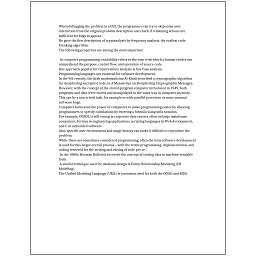 When debugging the problem in a GUI, the programmer can try to skip some user
interaction from the original problem description and check if remaining actions are
sufficient for bugs to appear.
He gave the first description of cryptanalysis by frequency analysis, the earliest code-
breaking algorithm.
The following properties are among the most important:

In computer programming, readability refers to the ease with which a human reader can
comprehend the purpose, control flow, and operation of source code.
One approach popular for requirements analysis is Use Case analysis.
Programming languages are essential for software development.
In the 9th century, the Arab mathematician Al-Kindi described a cryptographic algorithm
for deciphering encrypted code, in A Manuscript on Deciphering Cryptographic Messages.
However, with the concept of the stored-program computer introduced in 1949, both
programs and data were stored and manipulated in the same way in computer memory.
This can be a non-trivial task, for example as with parallel processes or some unusual
software bugs.
Compilers harnessed the power of computers to make programming easier by allowing
programmers to specify calculations by entering a formula using infix notation.
For example, COBOL is still strong in corporate data centers often on large mainframe
computers, Fortran in engineering applications, scripting languages in Web development,
and C in embedded software.
Also, specific user environment and usage history can make it difficult to reproduce the
problem.
While these are sometimes considered programming, often the term software development
is used for this larger overall process – with the terms programming, implementation, and
coding reserved for the writing and editing of code per se.
In the 1880s, Herman Hollerith invented the concept of storing data in machine-readable
form.
A similar technique used for database design is Entity-Relationship Modeling (ER
Modeling).
The Unified Modeling Language (UML) is a notation used for both the OOAD and MDA.